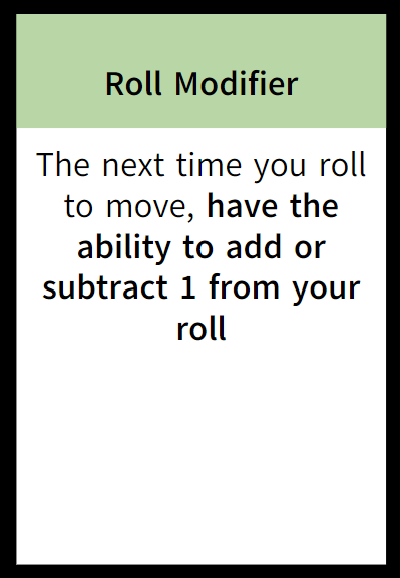 Roll Modifier
The next time you roll
to move, have the
ability to add or
subtract 1 from your
roll